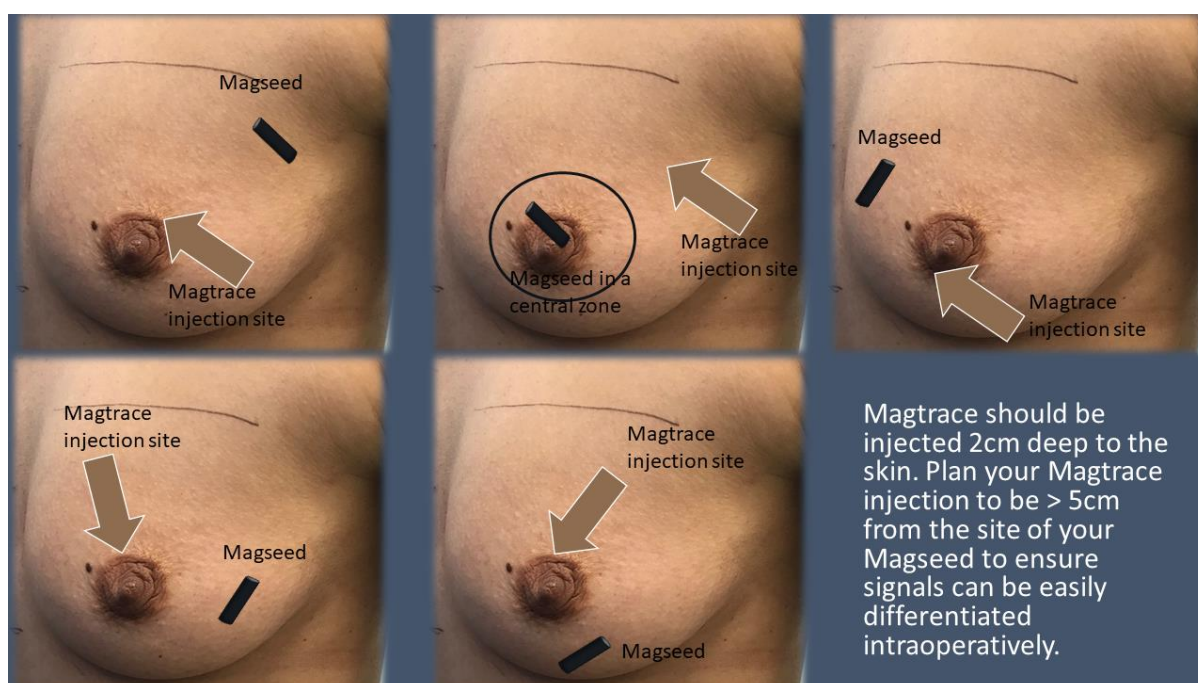 Magseed
Magtrace
injection site
Magtrace
injection site
Magseed in a
central zone
Magseed
Magtrace
injection site
Magtrace
injection site
Magseed
Magtrace
injection site
Magseed
Magtrace should be
injected 2cm deep to the
skin. Plan your Magtrace
injection to be > 5cm
from the site of your
Magseed to ensure
signals can be easily
differentiated
intraoperatively.